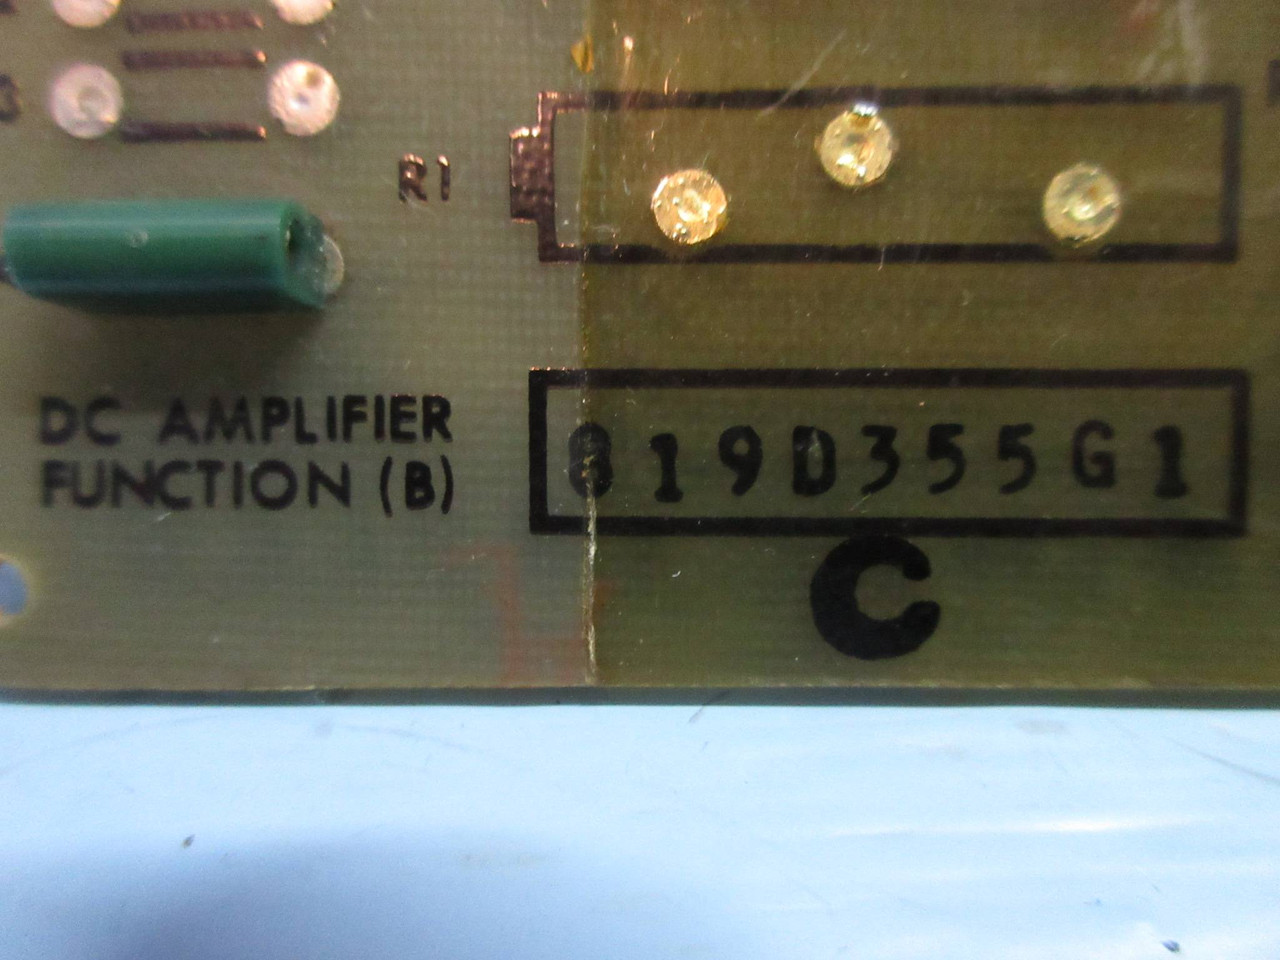 R1
DC AMPLIFIER
FUNCTION (B)
819D355G1
C